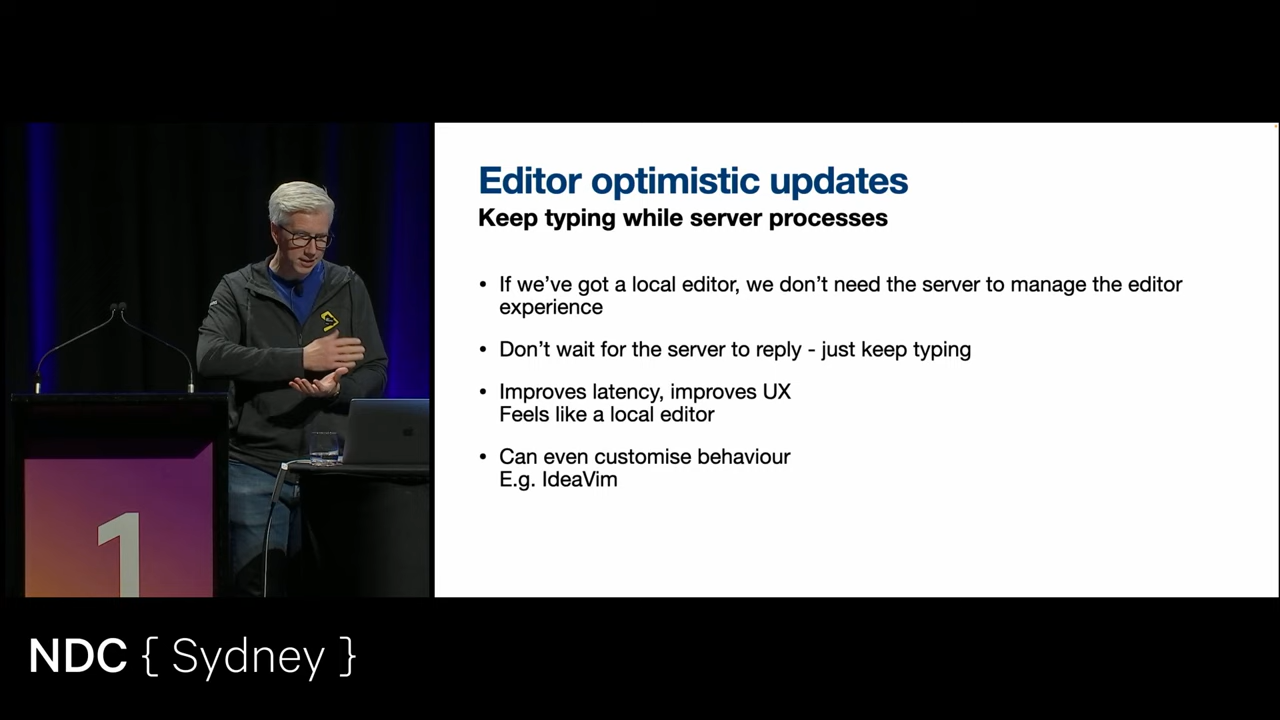 Editor optimistic updates
Keep typing while server processes
• If we've got a local editor, we don't need the server to manage the editor
experience
• Don't wait for the server to reply - just keep typing
• Improves latency, improves UX
Feels like a local editor
• Can even customise behaviour
E.g. IdeaVim
1
NDC { Sydney }